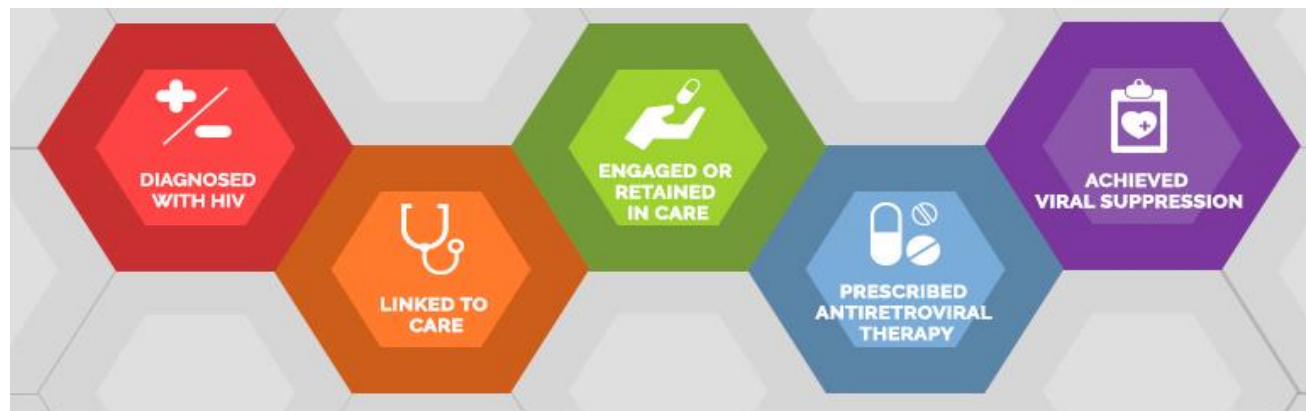 DIAGNOSED
WITH HIV
LINKED TO
CARE
ENGAGED OR
RETAINED
IN CARE
PRESCRIBED
ANTIRETROVIRAL
THERAPY
ACHIEVED
VIRAL SUPPRESSION